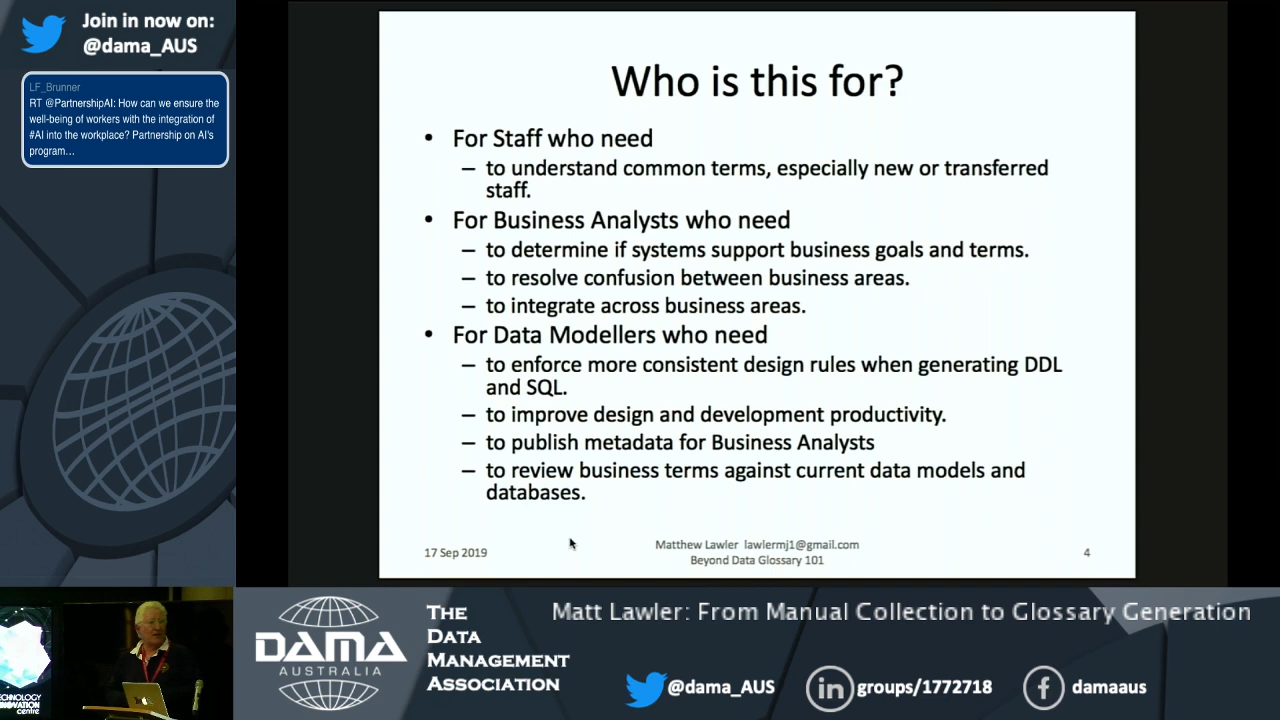 Join in now on:
@dama_AUS
LF_Brunner
RT @PartnershipAI: How can we ensure the
well-being of workers with the integration of
#AI into the workplace? Partnership on AI's
program…
Who is this for?
• For Staff who need
– to understand common terms, especially new or transferred
staff.
• For Business Analysts who need
– to determine if systems support business goals and terms.
– to resolve confusion between business areas.
– to integrate across business areas.
• For Data Modellers who need
– to enforce more consistent design rules when generating DDL
and SQL.
– to improve design and development productivity.
– to publish metadata for Business Analysts
– to review business terms against current data models and
databases.
17 Sep 2019
Matthew Lawler lawlermj1@gmail.com
Beyond Data Glossary 101
4
DAMA
AUSTRALIA
THE
DATA
MANAGEMENT
ASSOCIATION
Matt Lawler: From Manual Collection to Glossary Generation
@dama_AUS
in groups/1772718
f damaaus
centre